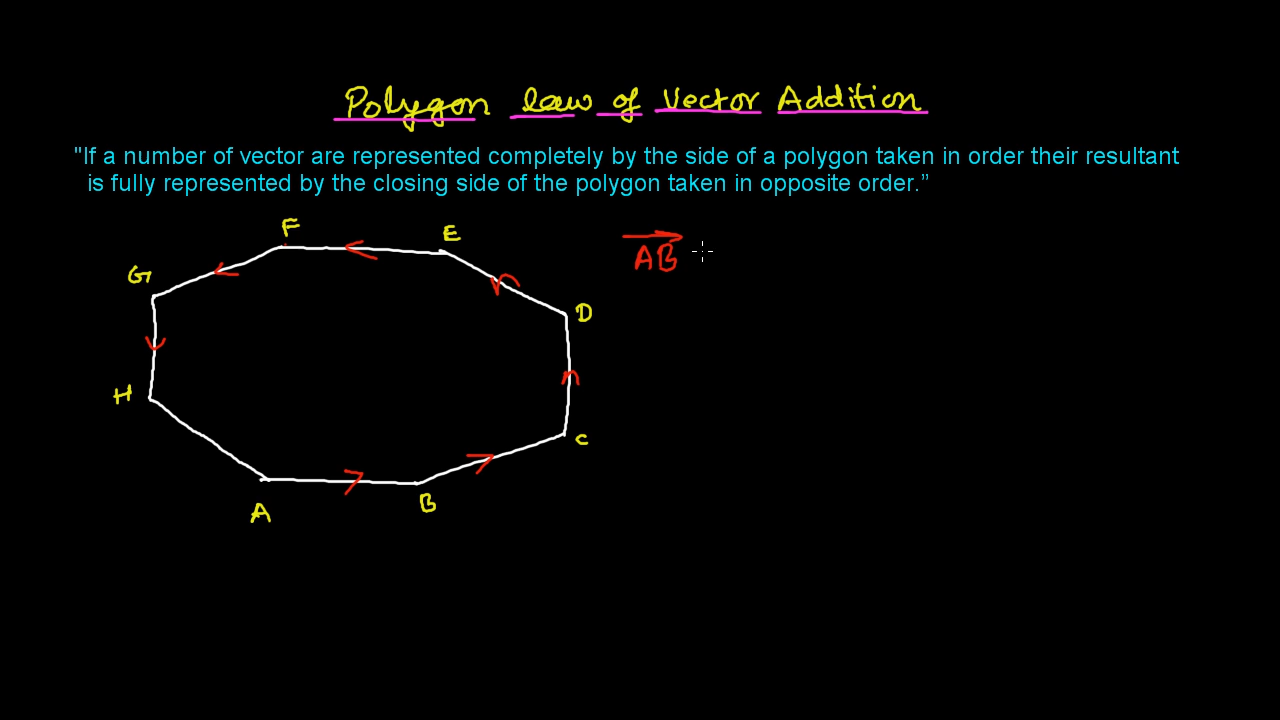 Polygon law of Vector Addition
"If a number of vector are represented completely by the side of a polygon taken in order their resultant
is fully represented by the closing side of the polygon taken in opposite order.”
F
E
AB
G
D
H
C
A
B